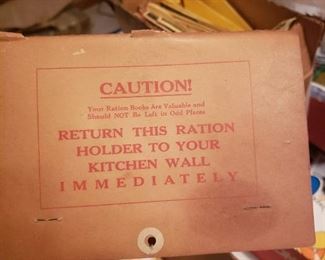 CAUTION!
Your Ration Books Are Valuable and
Should NOT Be Left in Odd Places
RETURN THIS RATION
HOLDER TO YOUR
KITCHEN WALL
IMMEDIATELY